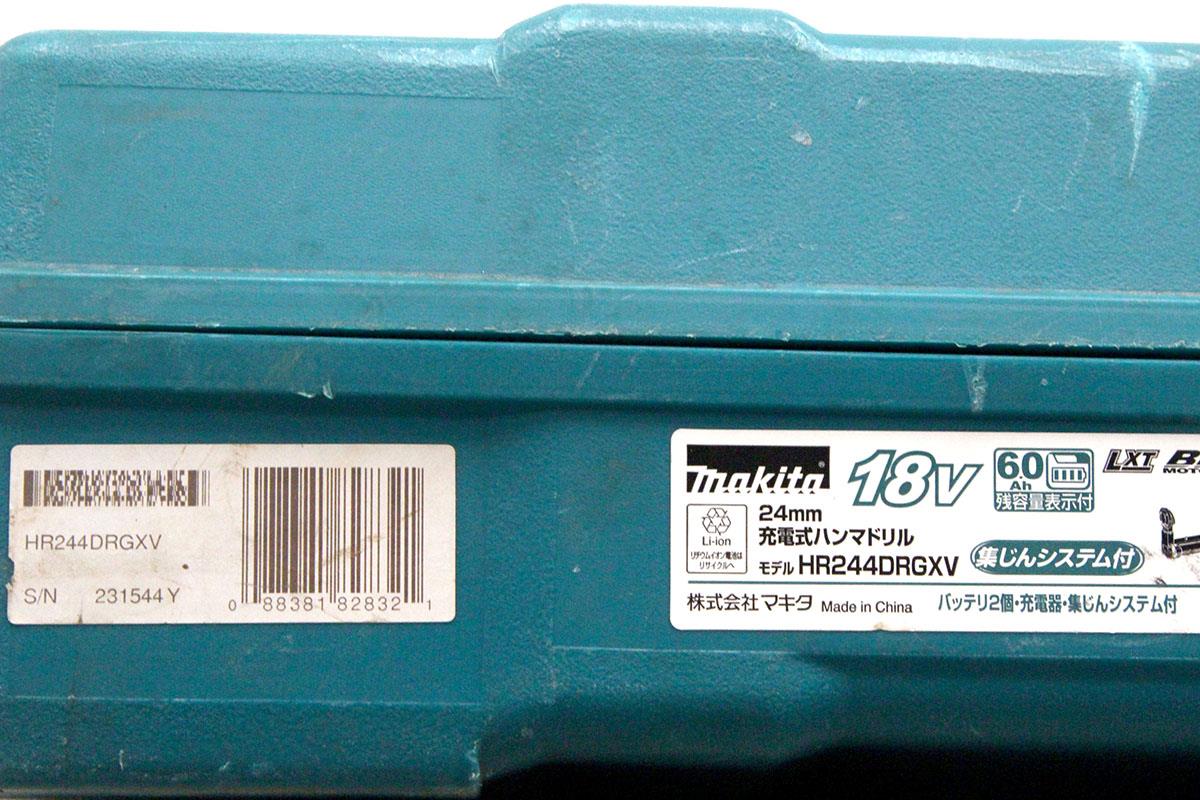 HR244DRGXV
S/N 231544 Y
0 88381 82832 1
makita
18V
6.0
Ah
残容量表示付
LXT
Li-ion
リチウムイオン電池は
リサイクルへ
24mm
充電式ハンマドリル
モデル HR244DRGXV
集じんシステム付
株式会社マキタ Made in China
バッテリ2個・充電器・集じんシステム付